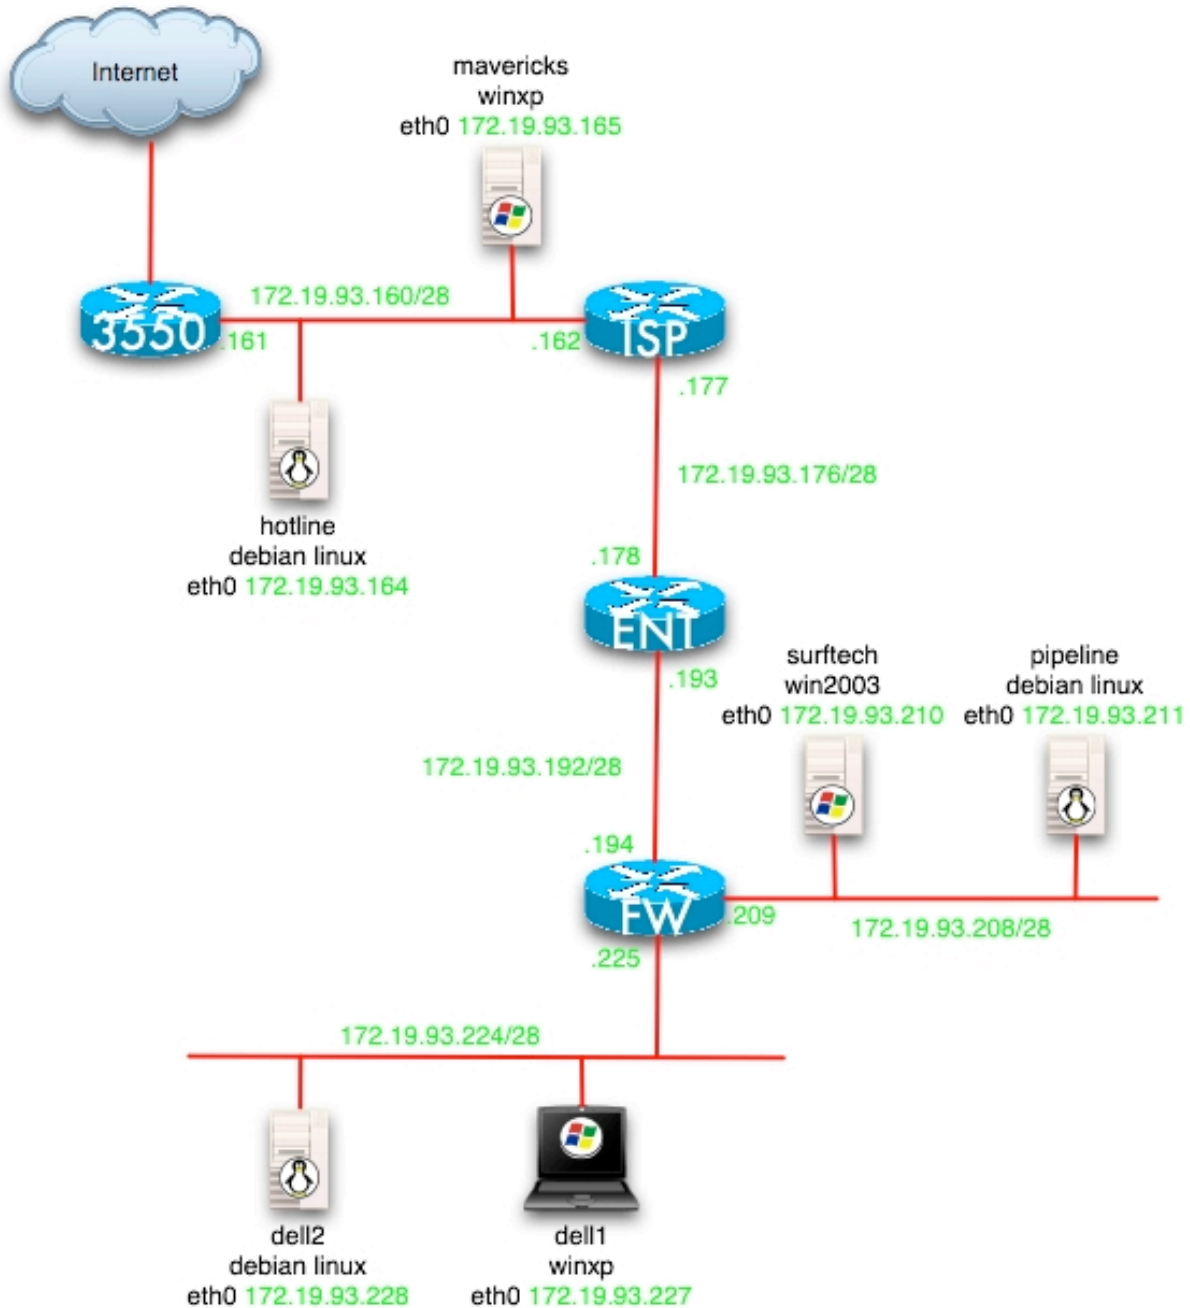 Internet
mavericks
winxp
eth0 172.19.93.165
172.19.93.160/28
3550
.161
.162
ISP
.177
172.19.93.176/28
hotline
debian linux
eth0 172.19.93.164
.178
ENT
.193
surftech
win2003
eth0 172.19.93.210
pipeline
debian linux
eth0 172.19.93.211
172.19.93.192/28
.194
FW
.209
172.19.93.208/28
.225
172.19.93.224/28
dell2
debian linux
eth0 172.19.93.228
dell1
winxp
eth0 172.19.93.227